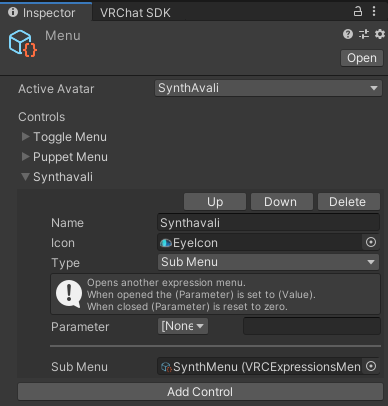 Inspector
VRChat SDK
Menu
Open
Active Avatar
SynthAvali
Controls
Toggle Menu
Puppet Menu
Synthavali
Up
Down
Delete
Name
Synthavali
Icon
EyeIcon
Type
Sub Menu
Opens another expression menu.
When opened the (Parameter) is set to (Value).
When closed (Parameter) is reset to zero.
Parameter
[None
Sub Menu
SynthMenu (VRCExpressionsMen
Add Control